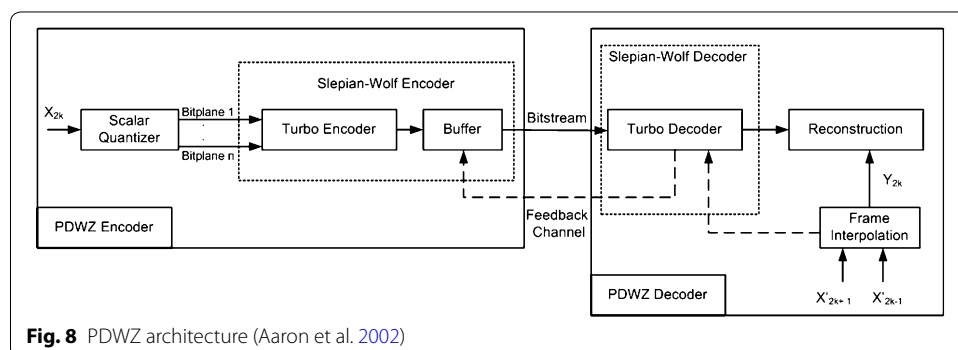 Slepian-Wolf Encoder
Slepian-Wolf Decoder
X2k
Scalar
Quantizer
Bitplane 1
.
.
Bitplane n
Turbo Encoder
Buffer
Bitstream
Turbo Decoder
Reconstruction
Y2k
Feedback
Channel
Frame
Interpolation
X'2k+1
X'2k-1
PDWZ Encoder
PDWZ Decoder
Fig. 8 PDWZ architecture (Aaron et al. 2002)